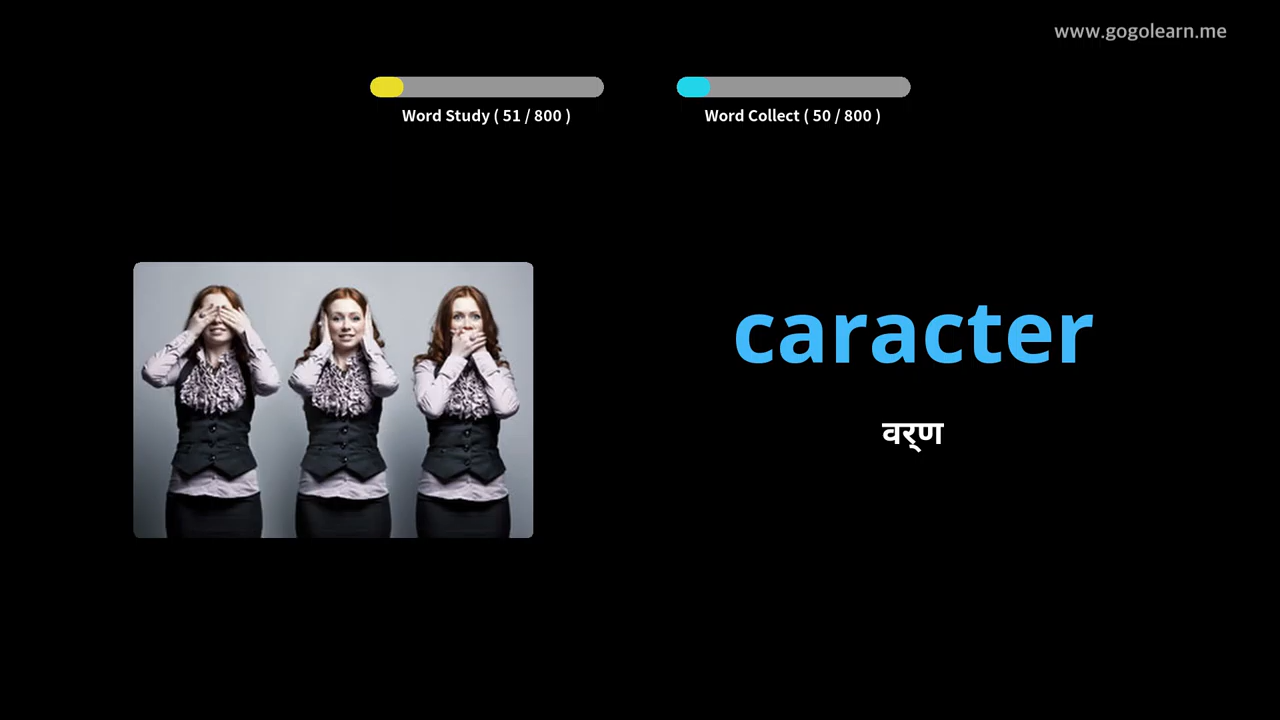 www.gogolearn.me
Word Study ( 51 / 800 )
Word Collect ( 50 / 800 )
caracter
वर्ण